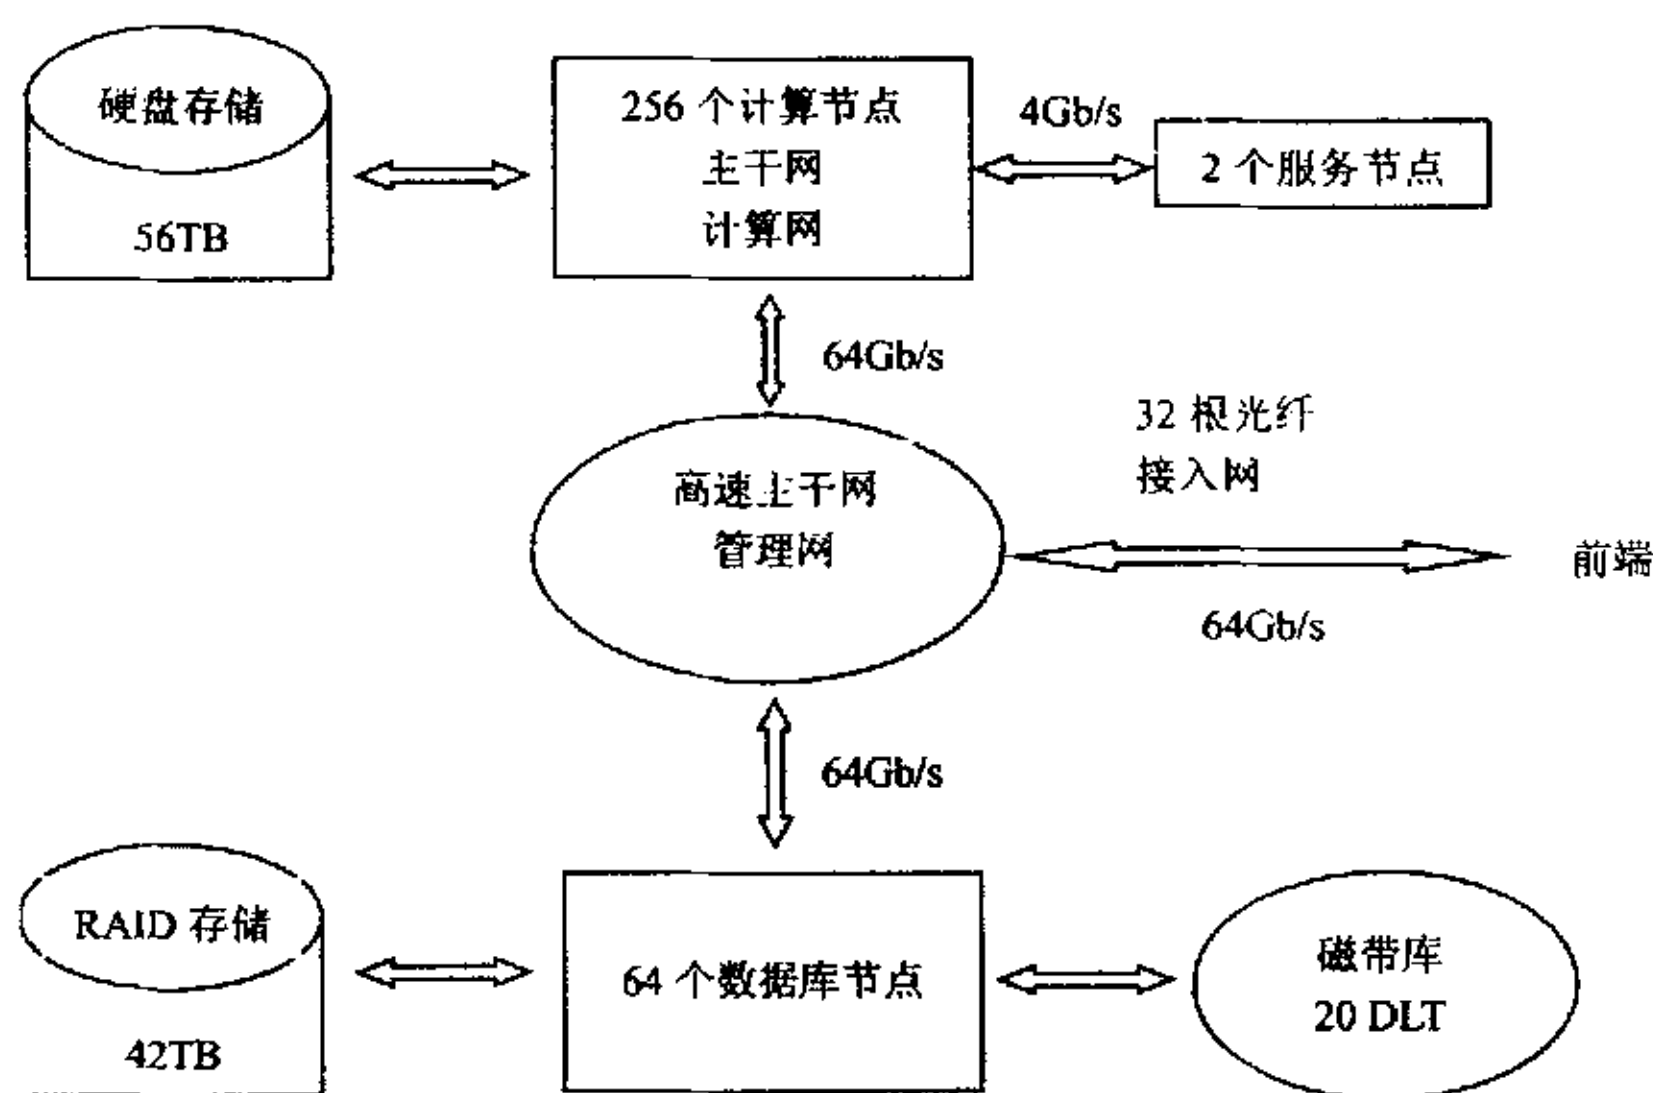 硬盘存储
56TB
256 个计算节点
主干网
计算网
4Gb/s
2 个服务节点
64Gb/s
32 根光纤
接入网
高速主干网
管理网
前端
64Gb/s
64Gb/s
RAID 存储
42TB
64 个数据库节点
磁带库
20 DLT